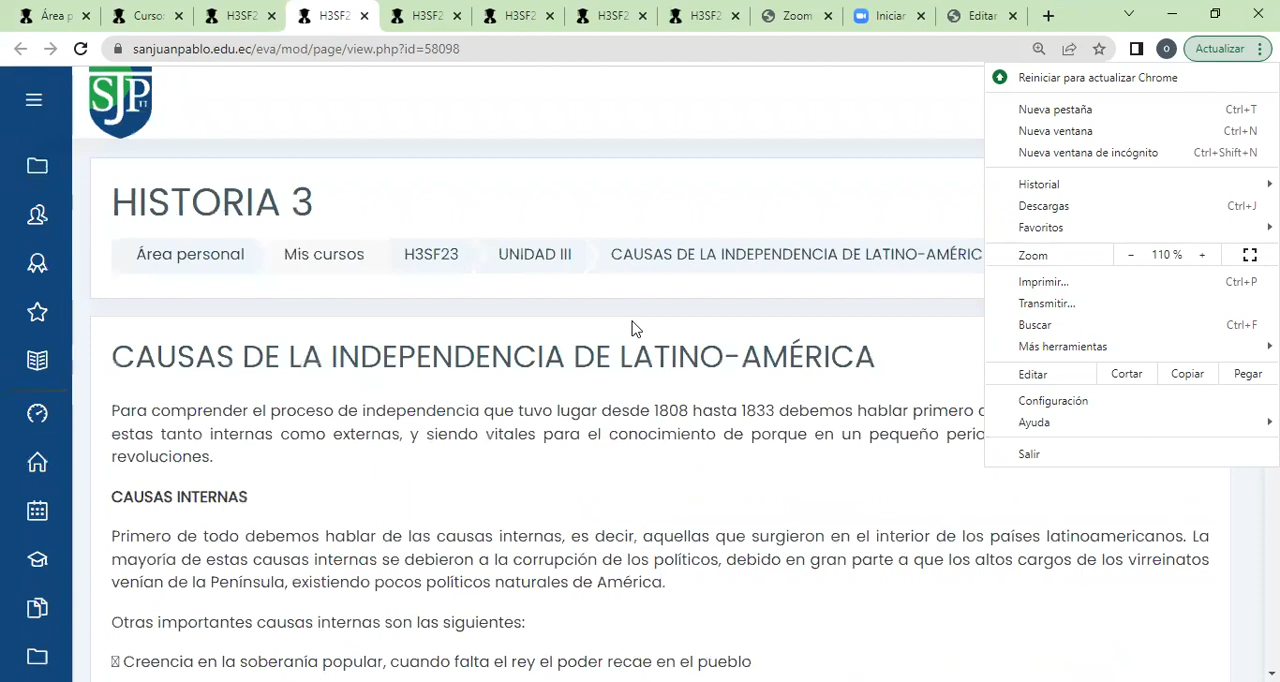 Área p
Curso:
H3SF2
H3SF2
H3SF2
H3SF2
H3SF2
H3SF2
Zoom
Iniciar
Editar
sanjuanpablo.edu.ec/eva/mod/page/view.php?id=58098
o
Actualizar
SJP
Reiniciar para actualizar Chrome
Nueva pestaña Ctrl+T
Nueva ventana Ctrl+N
Nueva ventana de incógnito Ctrl+Shift+N
Historial
Descargas Ctrl+J
Favoritos
Zoom - 110 % +
Imprimir... Ctrl+P
Transmitir...
Buscar Ctrl+F
Más herramientas
Editar Cortar Copiar Pegar
Configuración
Ayuda
Salir
HISTORIA 3
Área personal Mis cursos H3SF23 UNIDAD III CAUSAS DE LA INDEPENDENCIA DE LATINO-AMÉRIC
CAUSAS DE LA INDEPENDENCIA DE LATINO-AMÉRICA
Para comprender el proceso de independencia que tuvo lugar desde 1808 hasta 1833 debemos hablar primero
estas tanto internas como externas, y siendo vitales para el conocimiento de porque en un pequeño perio
revoluciones.
CAUSAS INTERNAS
Primero de todo debemos hablar de las causas internas, es decir, aquellas que surgieron en el interior de los países latinoamericanos. La
mayoría de estas causas internas se debieron a la corrupción de los políticos, debido en gran parte a que los altos cargos de los virreinatos
venían de la Península, existiendo pocos políticos naturales de América.
Otras importantes causas internas son las siguientes:
Creencia en la soberanía popular, cuando falta el rey el poder recae en el pueblo